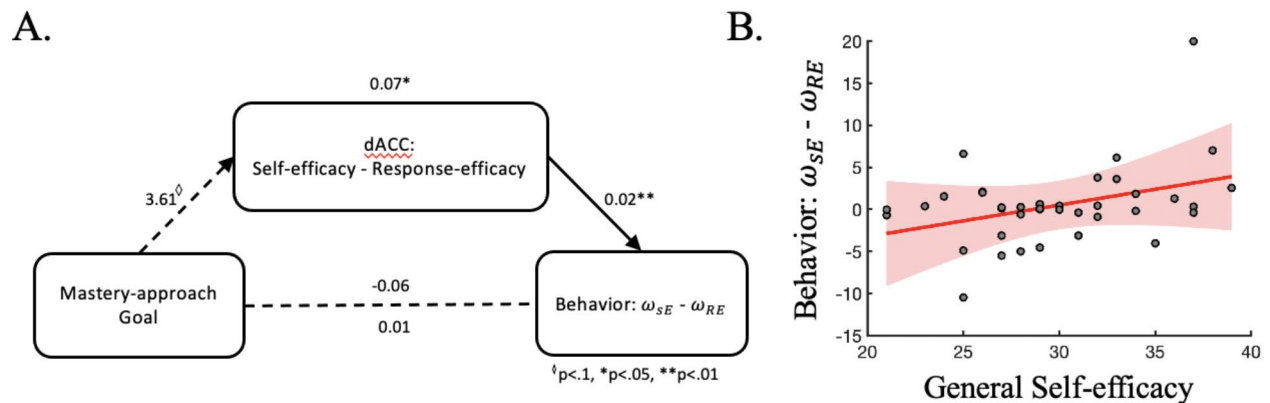 A.
0.07*
dACC:
Self-efficacy - Response-efficacy
3.61◊
0.02**
Mastery-approach
Goal
-0.06
0.01
Behavior: ωsE - ωRE
◊p<.1, *p<.05, **p<.01
B.
Behavior: ωsE - ωRE
20
15
10
5
0
-5
-10
-15
20
25
30
35
40
General Self-efficacy